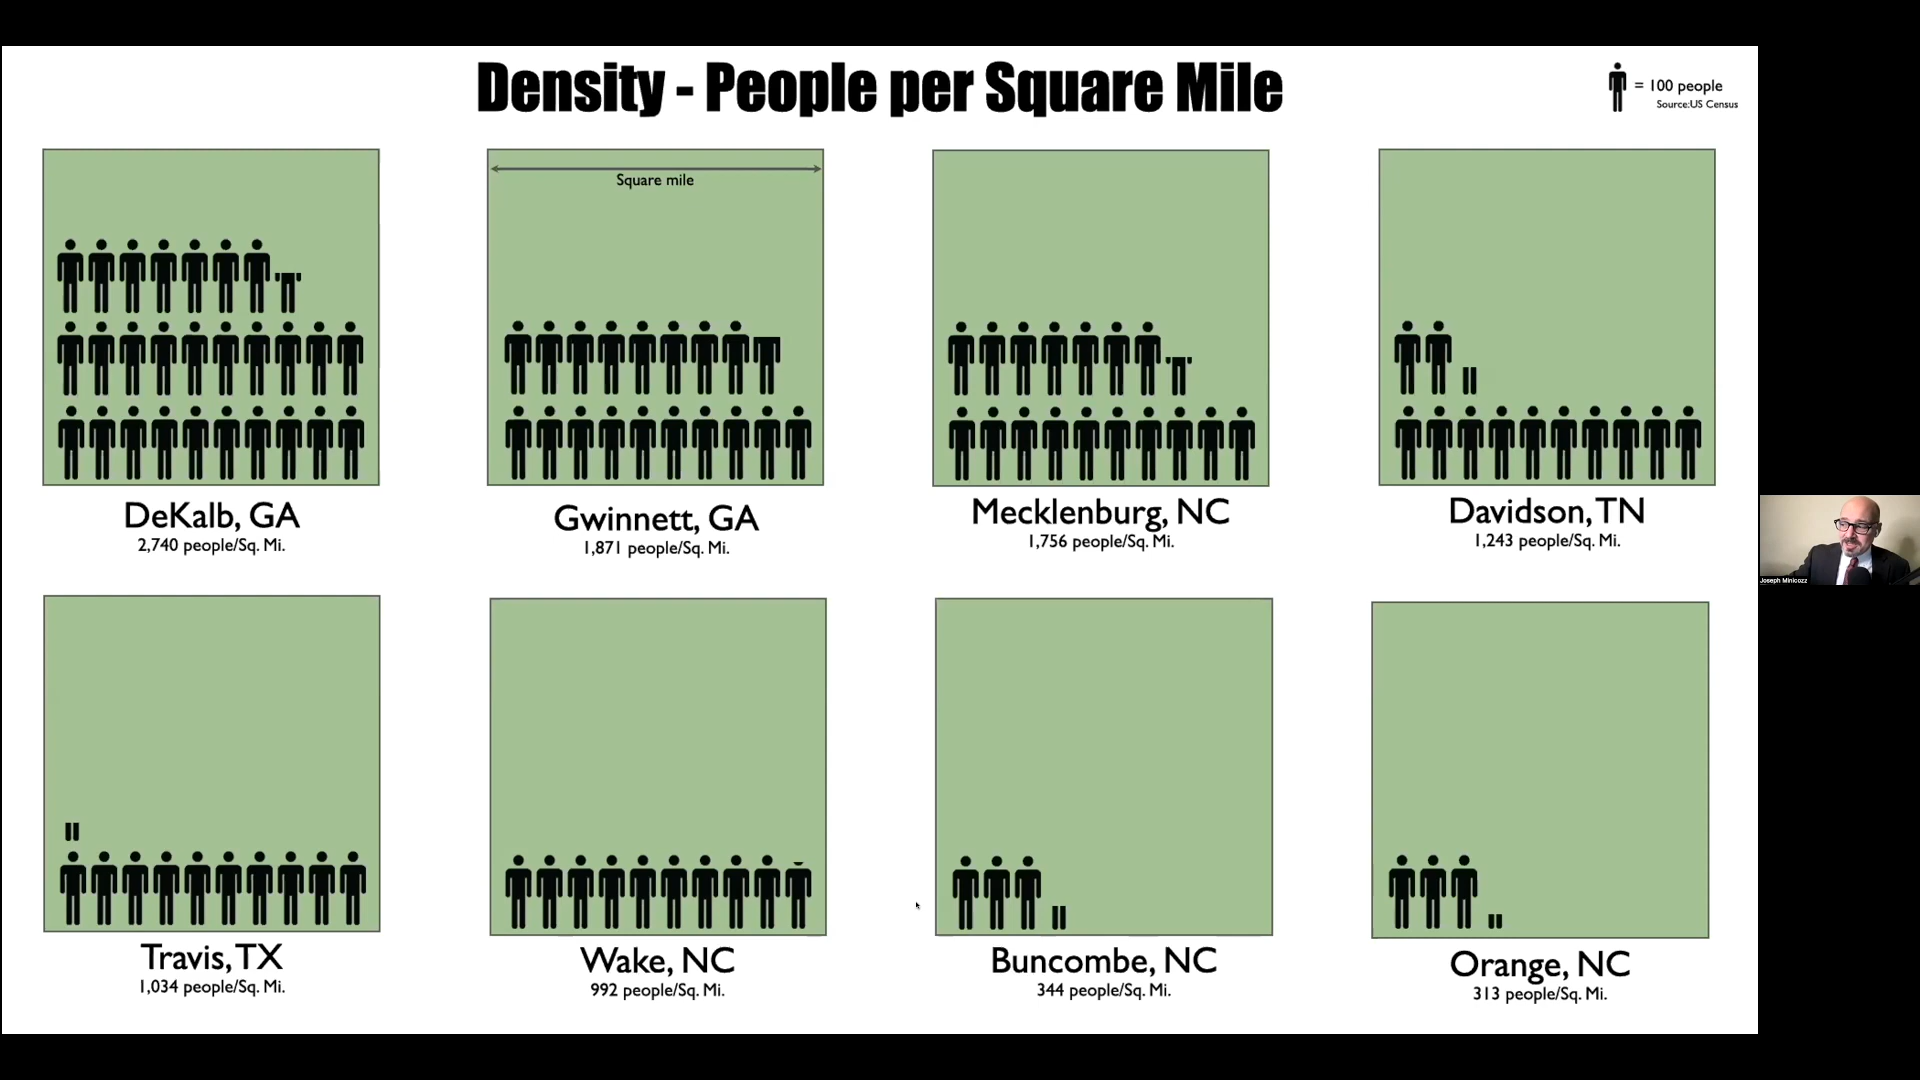 Density - People per Square Mile
= 100 people
Source:US Census
Square mile
DeKalb, GA
2,740 people/Sq. Mi.
Gwinnett, GA
1,871 people/Sq. Mi.
Mecklenburg, NC
1,756 people/Sq. Mi.
Davidson, TN
1,243 people/Sq. Mi.
Joseph Minicozz
Travis, TX
1,034 people/Sq. Mi.
Wake, NC
992 people/Sq. Mi.
Buncombe, NC
344 people/Sq. Mi.
Orange, NC
313 people/Sq. Mi.